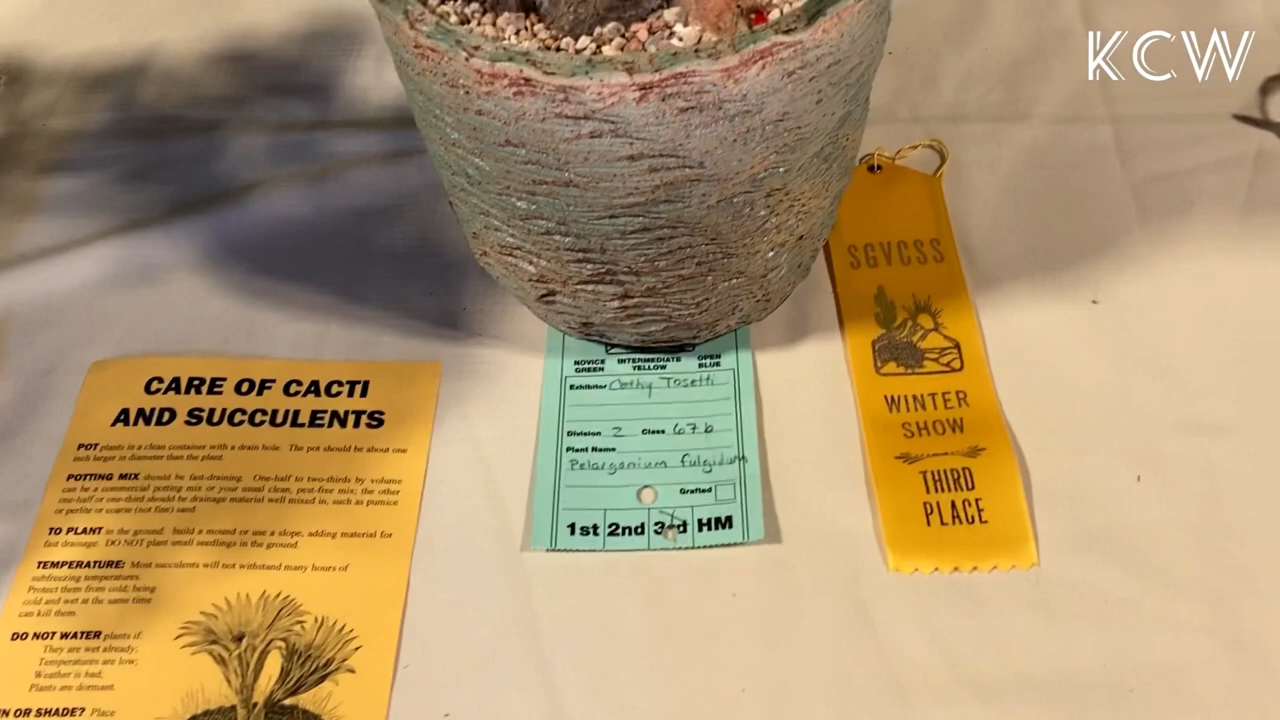 KCW
SGVCSS
WINTER
SHOW
THIRD
PLACE
NOVICE INTERMEDIATE OPEN
GREEN YELLOW BLUE
Exhibitor Cathy Tosetti
Division 2 Class 67b
Plant Name
Pelargonium fulgidum
Grafted
1st 2nd 3rd HM
CARE OF CACTI
AND SUCCULENTS
POT plants in a clean container with a drain hole. The pot should be about one
inch larger in diameter than the plant.
POTTING MIX should be fast-draining. One-half to two-thirds by volume
can be a commercial potting mix or your usual clean, pest-free mix; the other
one-half or one-third should be drainage material well mixed in, such as pumice
or perlite or coarse (not fine) sand.
TO PLANT in the ground: build a mound or use a slope, adding material for
fast drainage. DO NOT plant small seedlings in the ground.
TEMPERATURE: Most succulents will not withstand many hours of
subfreezing temperatures.
Protect them from cold; being
cold and wet at the same time
can kill them.
DO NOT WATER plants if:
They are wet already;
Temperatures are low;
Weather is bad;
Plants are dormant.
N OR SHADE? Place